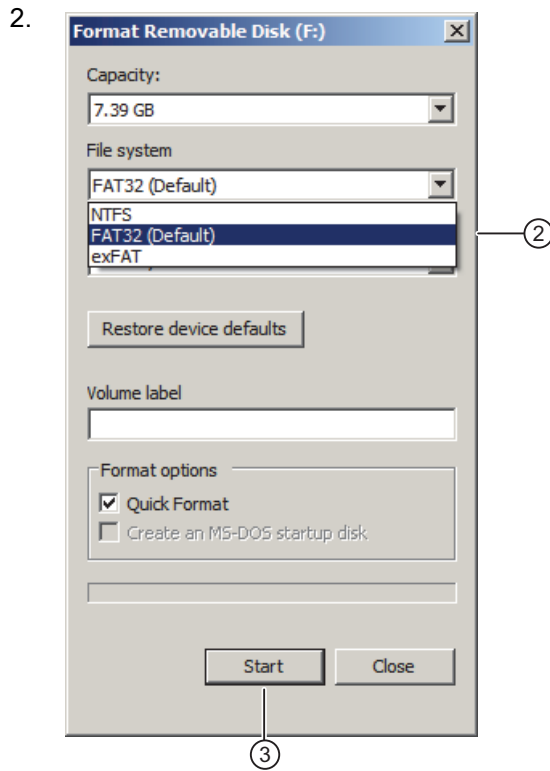 2.
Format Removable Disk (F:)
Capacity:
7.39 GB
File system
FAT32 (Default)
NTFS
FAT32 (Default)
exFAT
2
Restore device defaults
Volume label
Format options
Quick Format
Create an MS-DOS startup disk
Start Close
3